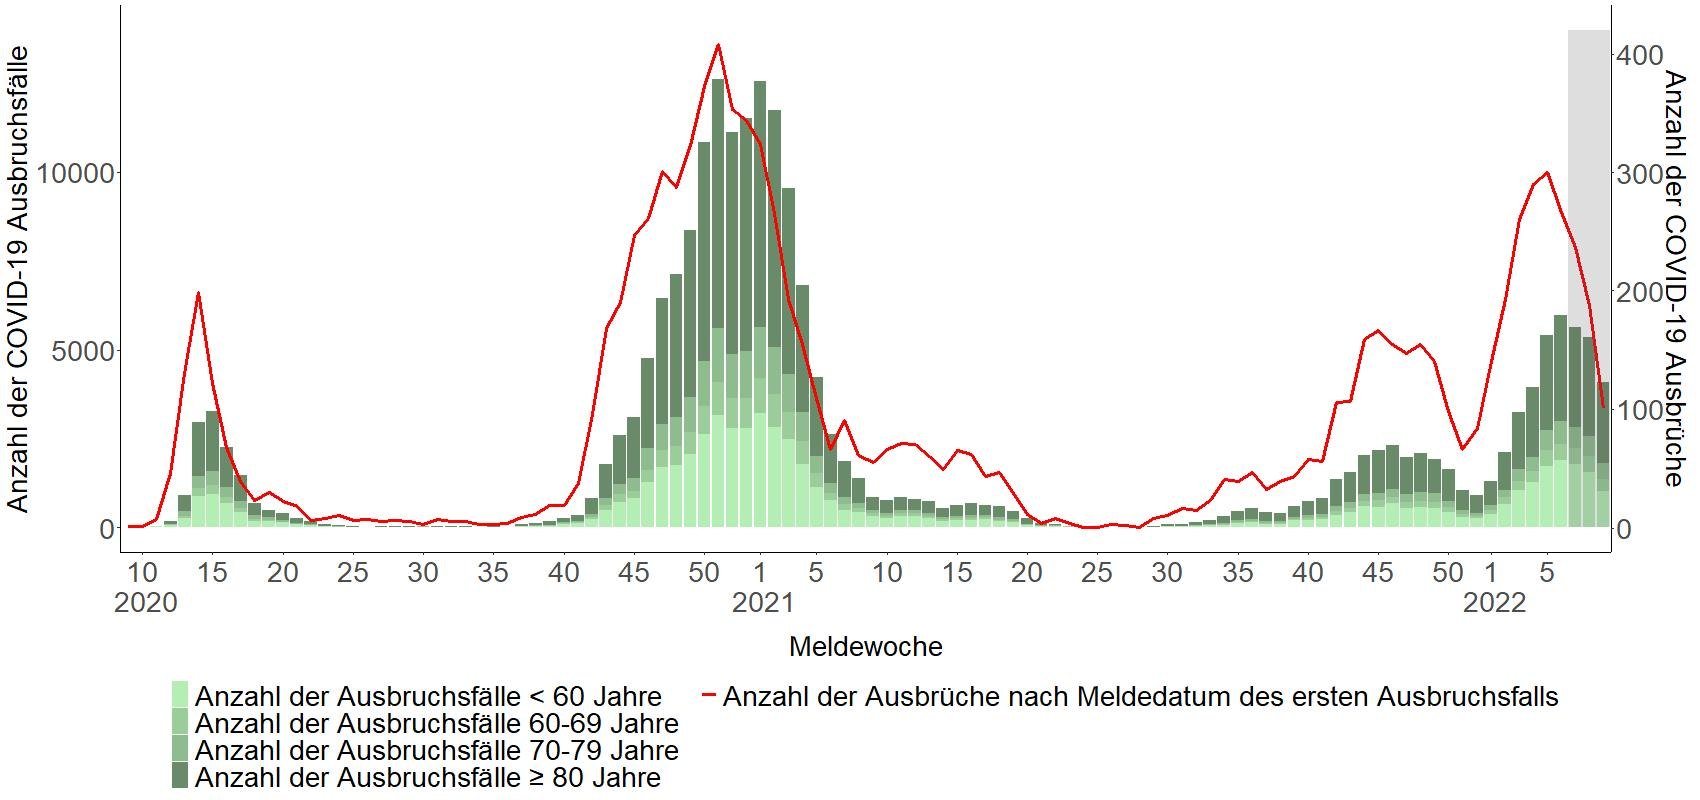 Anzahl der COVID-19 Ausbruchsfälle
10000
5000
0
400
300
200
100
0
Anzahl der COVID-19 Ausbrüche
10 15 20 25 30 35 40 45 50 1 5 10 15 20 25 30 35 40 45 50 1 5
2020 2021 2022
Meldewoche
Anzahl der Ausbruchsfälle < 60 Jahre
Anzahl der Ausbruchsfälle 60-69 Jahre
Anzahl der Ausbruchsfälle 70-79 Jahre
Anzahl der Ausbruchsfälle ≥ 80 Jahre
Anzahl der Ausbrüche nach Meldedatum des ersten Ausbruchsfalls